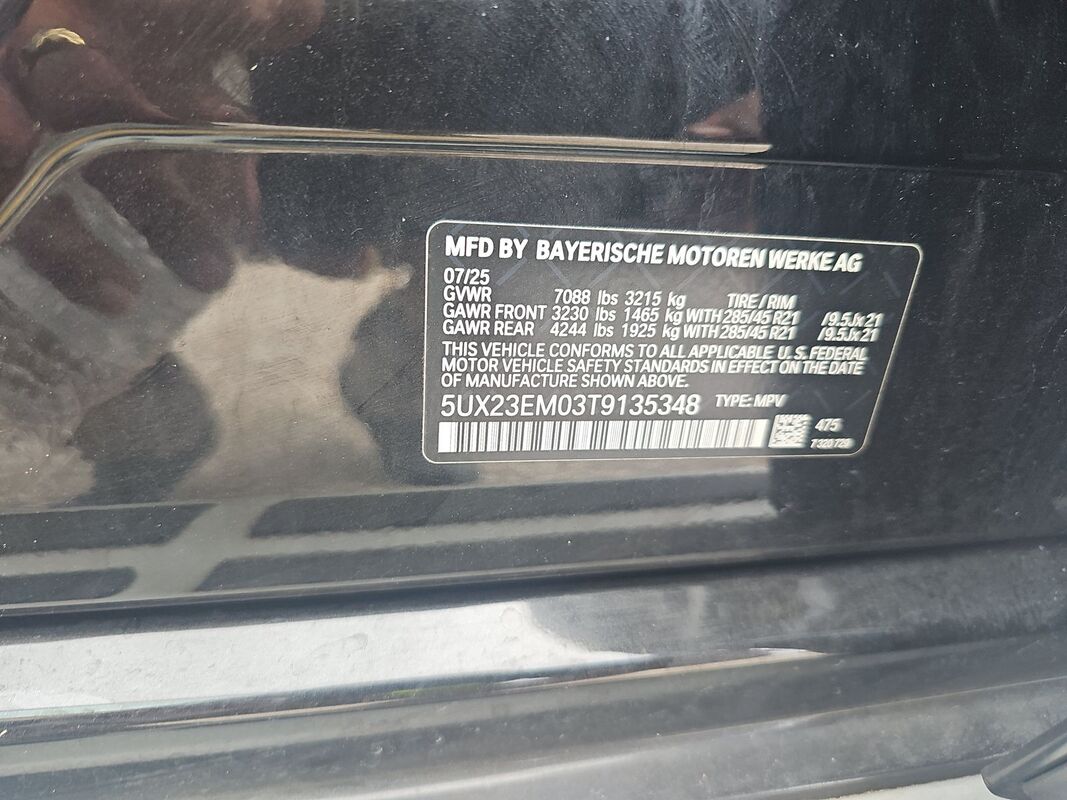 MFD BY BAYERISCHE MOTOREN WERKE AG
07/25
GVWR 7088 lbs 3215 kg TIRE / RIM
GAWR FRONT 3230 lbs 1465 kg WITH 285/45 R21 /9.5Jx21
GAWR REAR 4244 lbs 1925 kg WITH 285/45 R21 /9.5Jx21
THIS VEHICLE CONFORMS TO ALL APPLICABLE U.S. FEDERAL
MOTOR VEHICLE SAFETY STANDARDS IN EFFECT ON THE DATE
OF MANUFACTURE SHOWN ABOVE.
5UX23EM03T9135348 TYPE: MPV
475
7320729